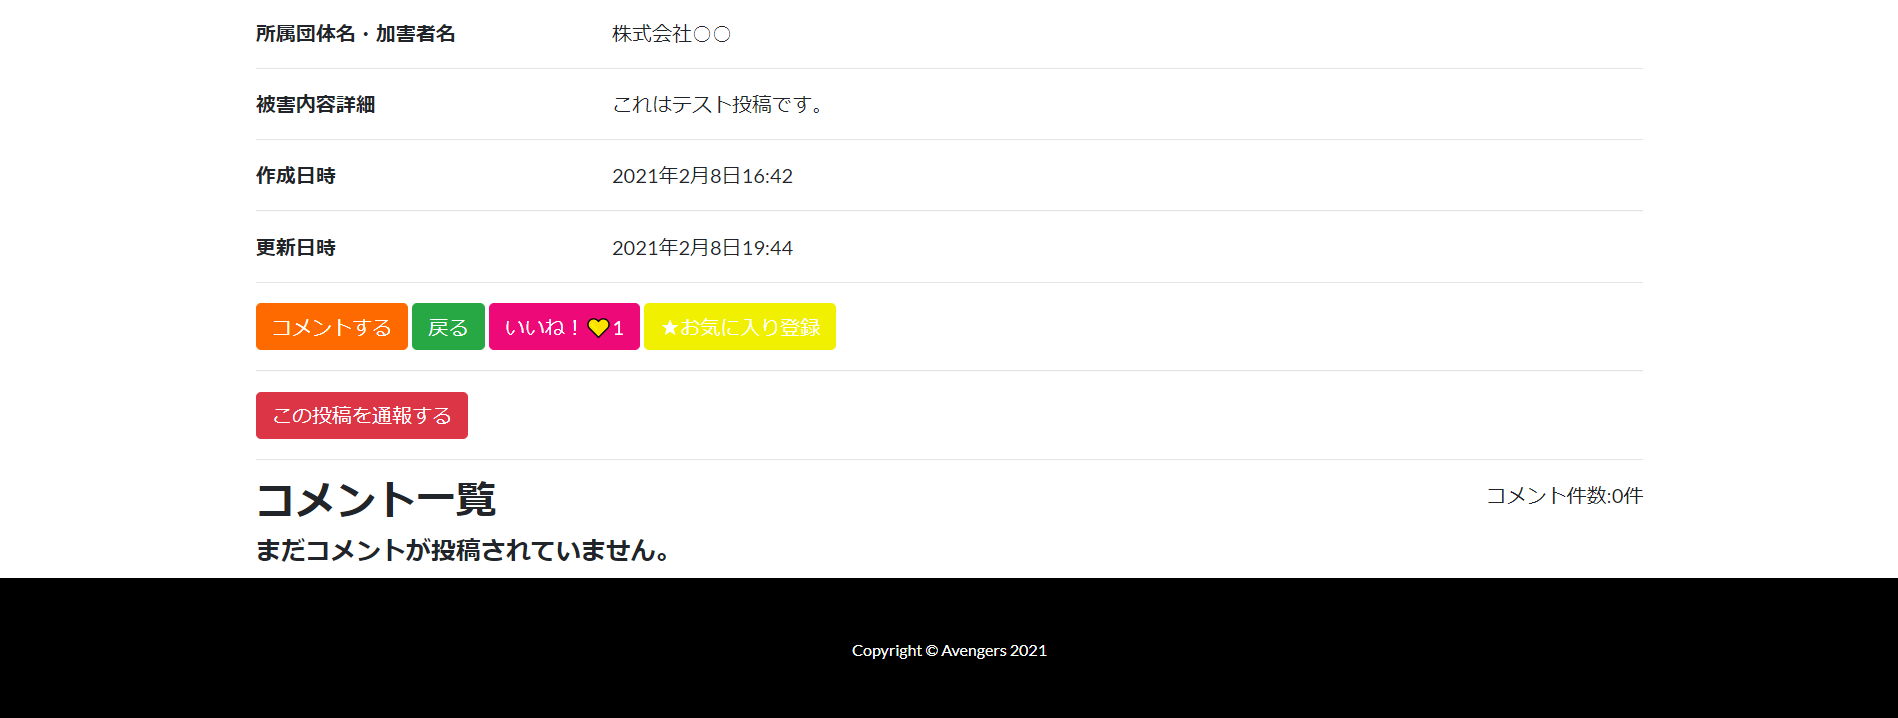 所属団体名・加害者名 株式会社〇〇
被害内容詳細 これはテスト投稿です。
作成日時 2021年2月8日16:42
更新日時 2021年2月8日19:44
コメントする 戻る いいね！💛1 ★お気に入り登録
この投稿を通報する
コメント一覧 コメント件数:0件
まだコメントが投稿されていません。
Copyright © Avengers 2021